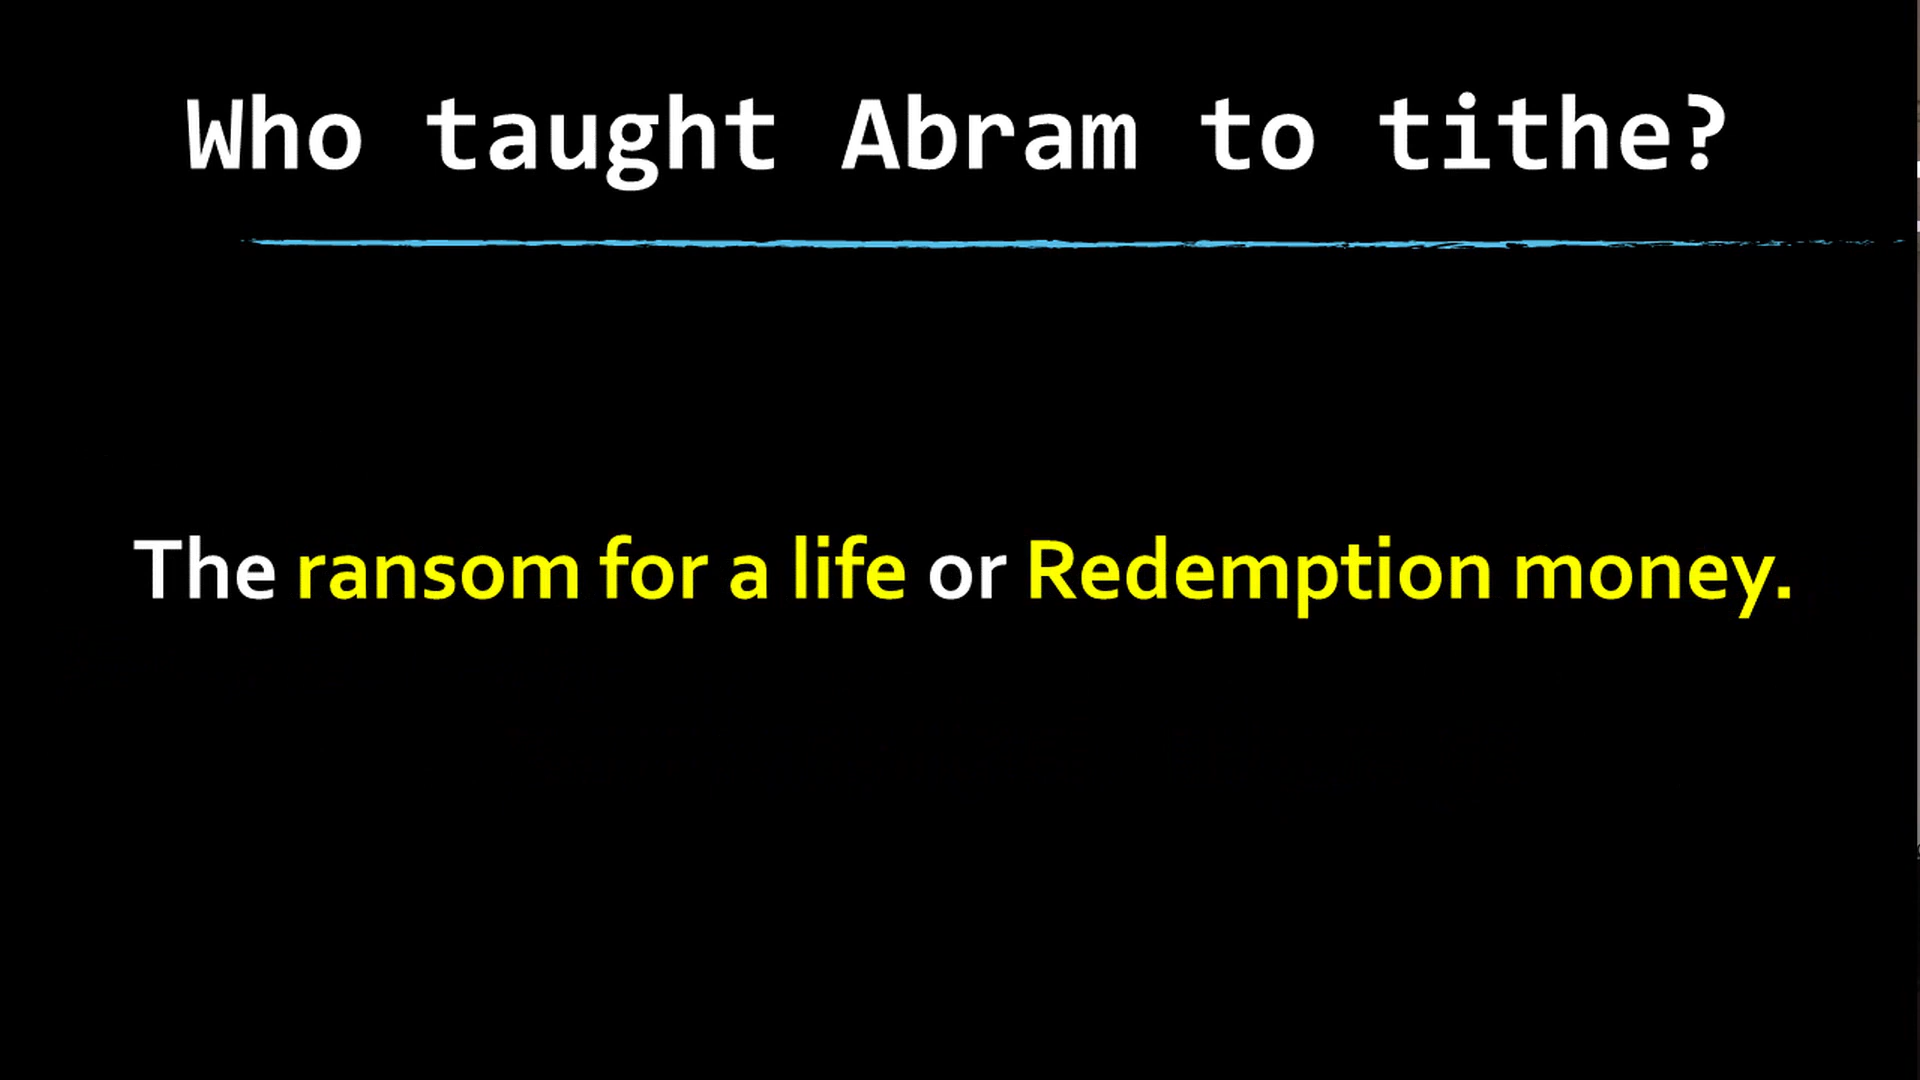 Who taught Abram to tithe?
The ransom for a life or Redemption money.